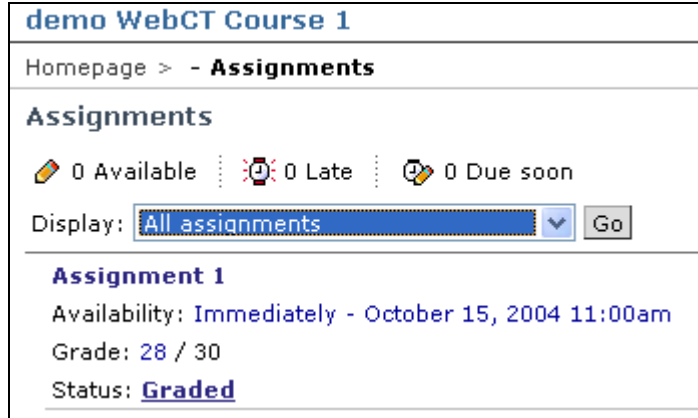 demo WebCT Course 1
Homepage > - Assignments
Assignments
0 Available 0 Late 0 Due soon
Display: All assignments Go
Assignment 1
Availability: Immediately - October 15, 2004 11:00am
Grade: 28 / 30
Status: Graded